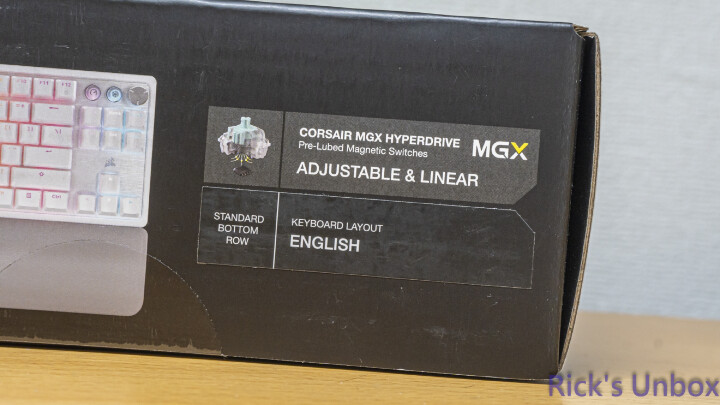 CORSAIR MGX HYPERDRIVE
Pre-Lubed Magnetic Switches
MGX
ADJUSTABLE & LINEAR
STANDARD
BOTTOM
ROW
KEYBOARD LAYOUT
ENGLISH
Rick's Unbox